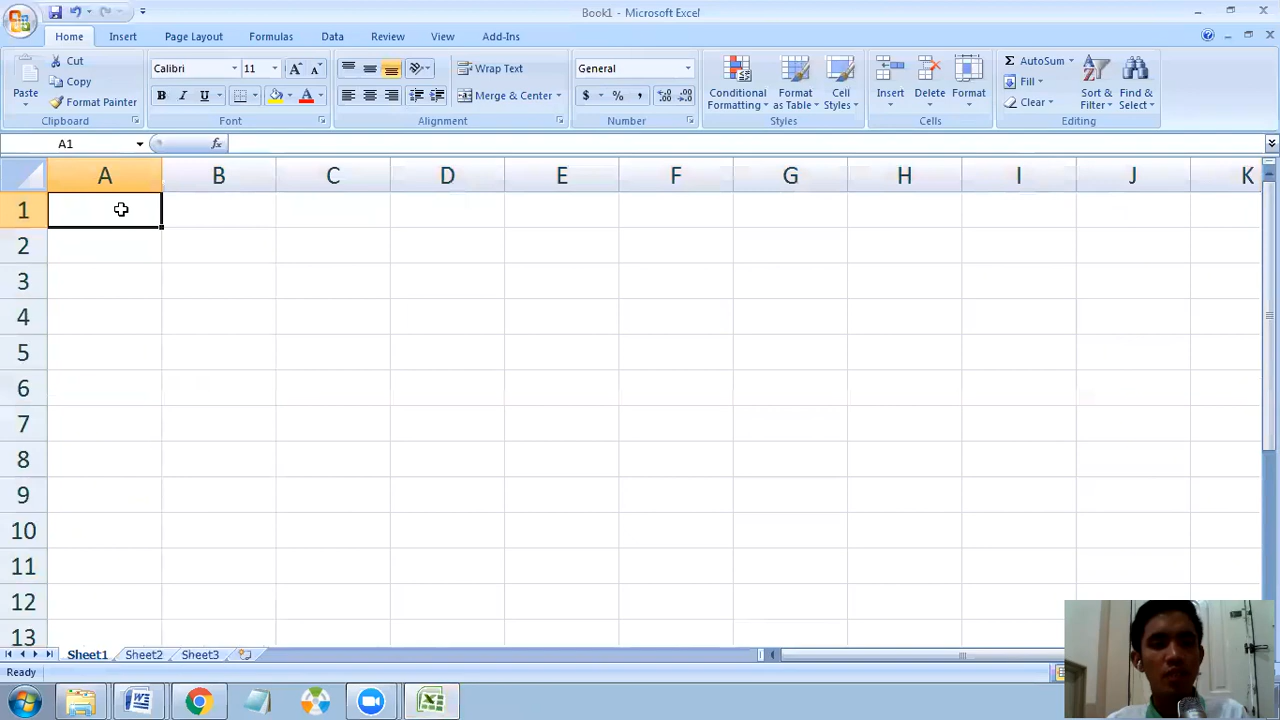 Book1 - Microsoft Excel
Home Insert Page Layout Formulas Data Review View Add-Ins
Paste
Cut
Copy
Format Painter
Calibri 11
B I U
Wrap Text
Merge & Center
General
$ % ,
Conditional Formatting
Format as Table
Cell Styles
Insert
Delete
Format
AutoSum
Fill
Clear
Sort & Filter
Find & Select
Clipboard Font Alignment Number Styles Cells Editing
A1 fx
A B C D E F G H I J K
1
2
3
4
5
6
7
8
9
10
11
12
13
Sheet1 Sheet2 Sheet3
Ready